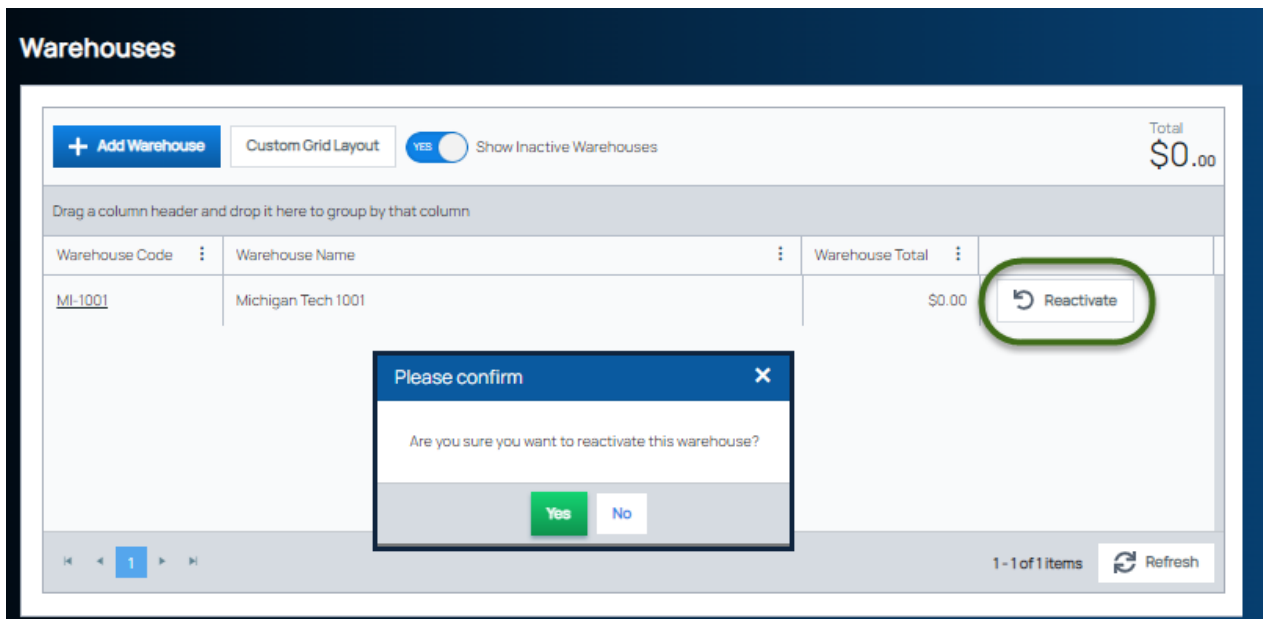 Warehouses
Add Warehouse Custom Grid Layout YES Show Inactive Warehouses
Total
$0.00
Drag a column header and drop it here to group by that column
Warehouse Code Warehouse Name Warehouse Total
MI-1001 Michigan Tech 1001 $0.00 Reactivate
Please confirm
Are you sure you want to reactivate this warehouse?
Yes No
1 1 - 1 of 1 items Refresh